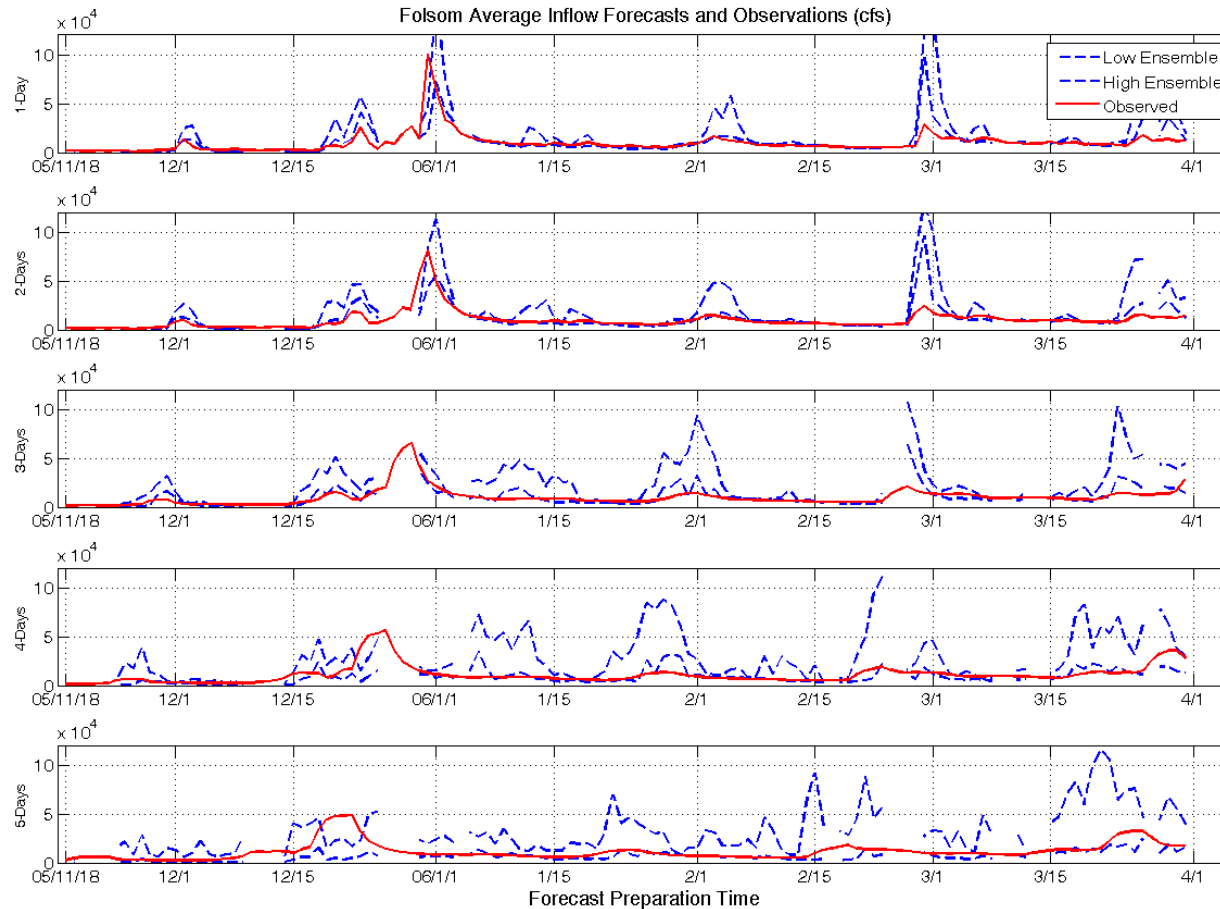 Folsom Average Inflow Forecasts and Observations (cfs)
x 10^4
10
5
0
1-Day
Low Ensemble
High Ensemble
Observed
05/11/18 12/1 12/15 06/1/1 1/15 2/1 2/15 3/1 3/15 4/1
x 10^4
10
5
0
2-Days
05/11/18 12/1 12/15 06/1/1 1/15 2/1 2/15 3/1 3/15 4/1
x 10^4
10
5
0
3-Days
05/11/18 12/1 12/15 06/1/1 1/15 2/1 2/15 3/1 3/15 4/1
x 10^4
10
5
0
4-Days
05/11/18 12/1 12/15 06/1/1 1/15 2/1 2/15 3/1 3/15 4/1
x 10^4
10
5
0
5-Days
05/11/18 12/1 12/15 06/1/1 1/15 2/1 2/15 3/1 3/15 4/1
Forecast Preparation Time